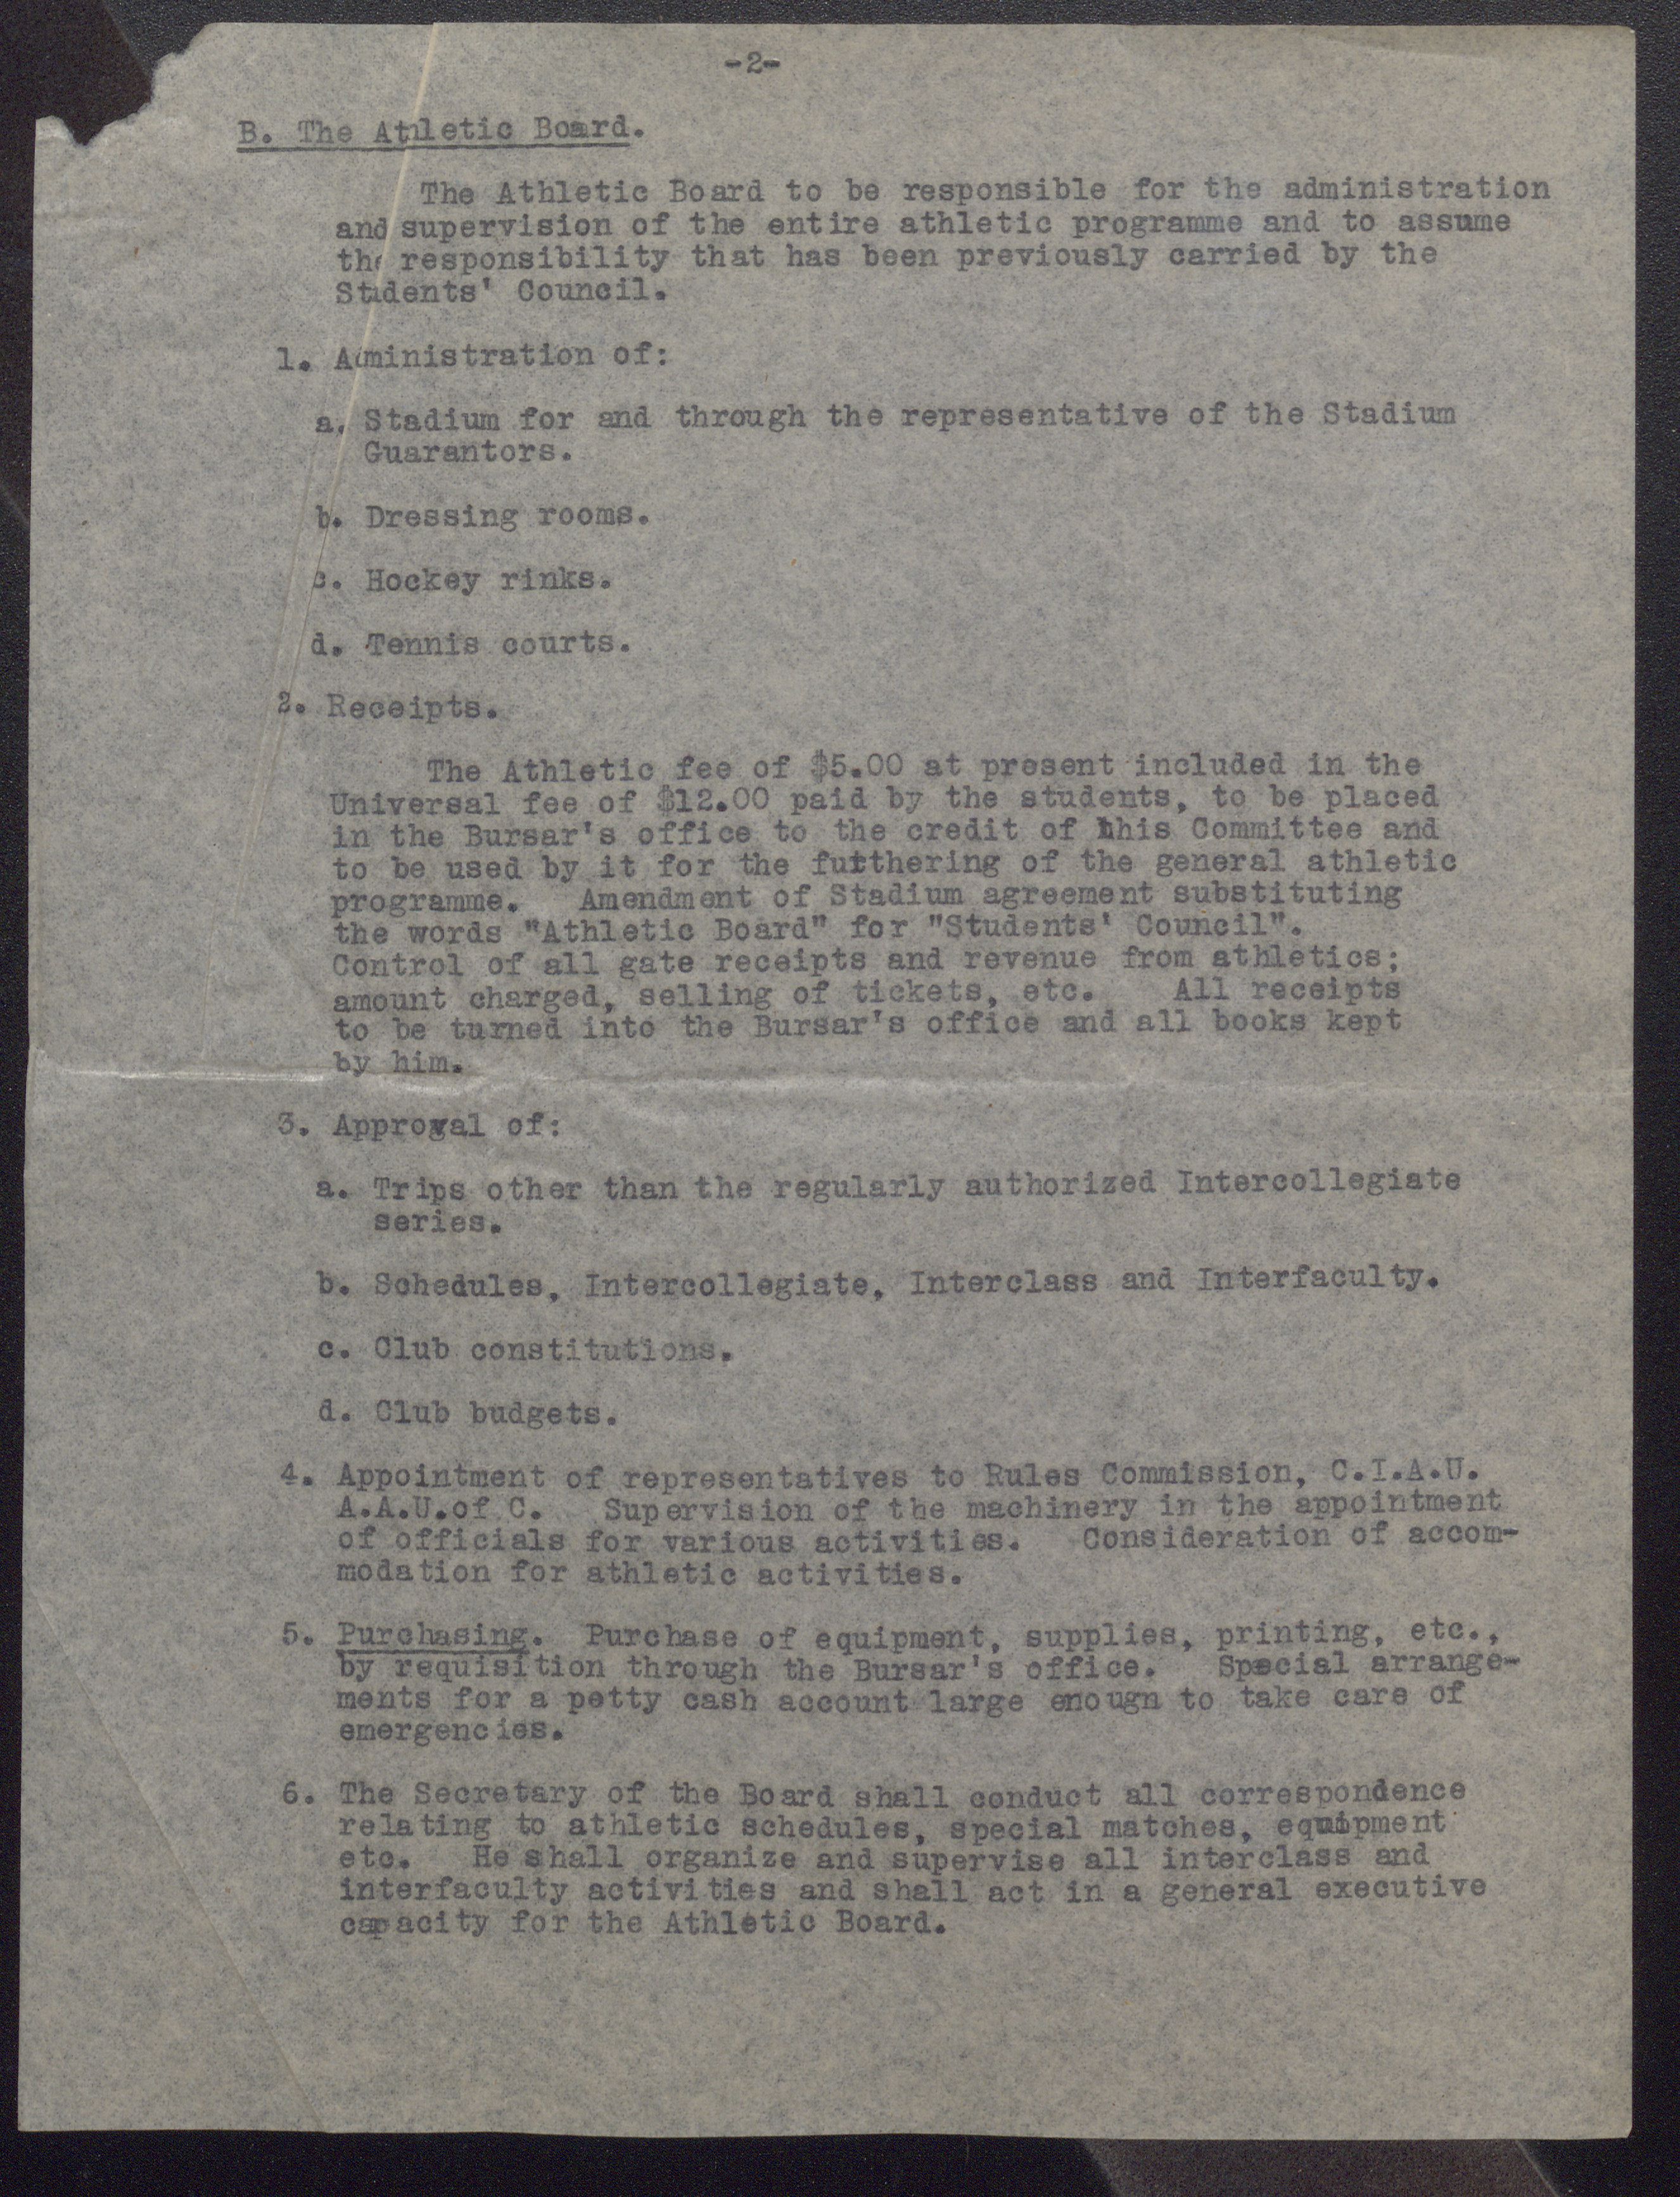 -2-
B. The Athletic Board.
The Athletic Board to be responsible for the administration
and supervision of the entire athletic programme and to assume
the responsibility that has been previously carried by the
Students' Council.
1. Administration of:
a. Stadium for and through the representative of the Stadium
Guarantors.
b. Dressing rooms.
c. Hockey rinks.
d. Tennis courts.
2. Receipts.
The Athletic fee of $5.00 at present included in the
Universal fee of $12.00 paid by the students, to be placed
in the Bursar's office to the credit of this Committee and
to be used by it for the furthering of the general athletic
programme. Amendment of Stadium agreement substituting
the words "Athletic Board" for "Students' Council".
Control of all gate receipts and revenue from athletics;
amount charged, selling of tickets, etc. All receipts
to be turned into the Bursar's office and all books kept
by him.
3. Approval of:
a. Trips other than the regularly authorized Intercollegiate
series.
b. Schedules, Intercollegiate, Interclass and Interfaculty.
c. Club constitutions.
d. Club budgets.
4. Appointment of representatives to Rules Commission, C.I.A.U.
A.A.U.of C. Supervision of the machinery in the appointment
of officials for various activities. Consideration of accom-
modation for athletic activities.
5. Purchasing. Purchase of equipment, supplies, printing, etc.,
by requisition through the Bursar's office. Special arrange-
ments for a petty cash account large enough to take care of
emergencies.
6. The Secretary of the Board shall conduct all correspondence
relating to athletic schedules, special matches, equipment
etc. He shall organize and supervise all interclass and
interfaculty activities and shall act in a general executive
capacity for the Athletic Board.